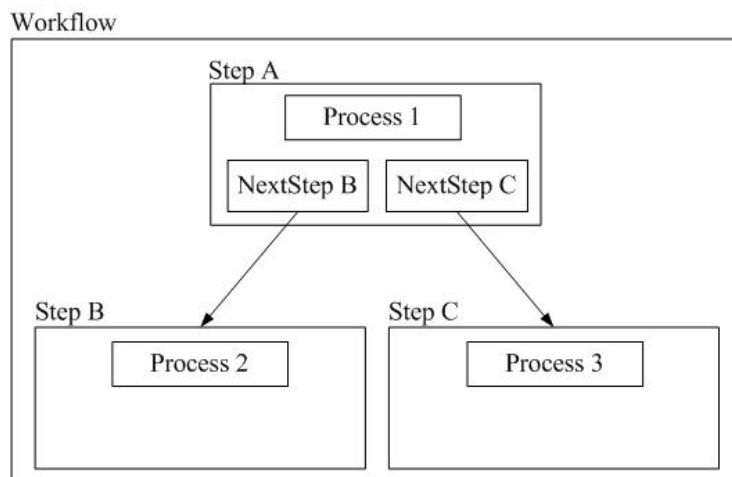 Workflow
Step A
Process 1
NextStep B
NextStep C
Step B
Process 2
Step C
Process 3